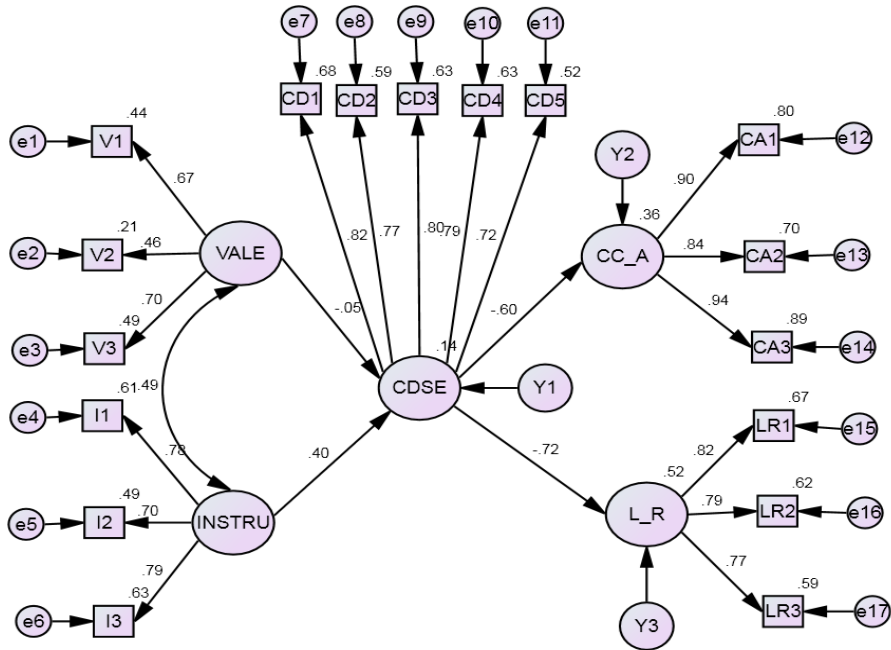 e7
e8
e9
e10
e11
.68
.59
.63
.63
.52
CD1
CD2
CD3
CD4
CD5
.44
e1
V1
.67
.80
CA1
e12
Y2
.90
.21
e2
V2
.46
VALE
.82
.77
.80
.79
.72
.36
CC_A
.84
.70
CA2
e13
.70
.49
e3
V3
-.05
-.60
.94
.89
CA3
e14
.14
CDSE
Y1
.61
.49
e4
I1
.78
.40
-.72
.67
LR1
e15
.82
.49
e5
I2
.70
INSTRU
.52
L_R
.79
.62
LR2
e16
.79
.63
e6
I3
.77
.59
LR3
e17
Y3